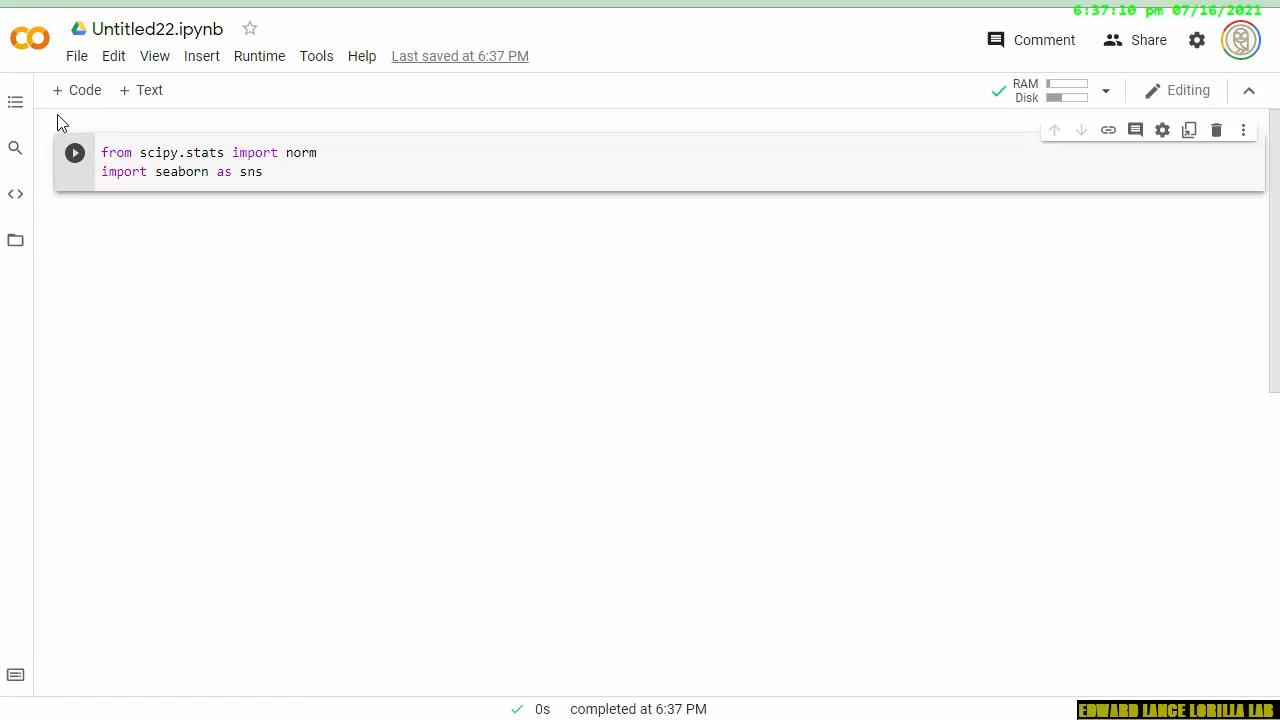 6:37:10 pm 07/16/2021
Untitled22.ipynb
File Edit View Insert Runtime Tools Help Last saved at 6:37 PM
Comment Share
+ Code + Text
RAM
Disk
Editing
from scipy.stats import norm
import seaborn as sns
0s completed at 6:37 PM
EDWARD LANCE LORILLA LAB